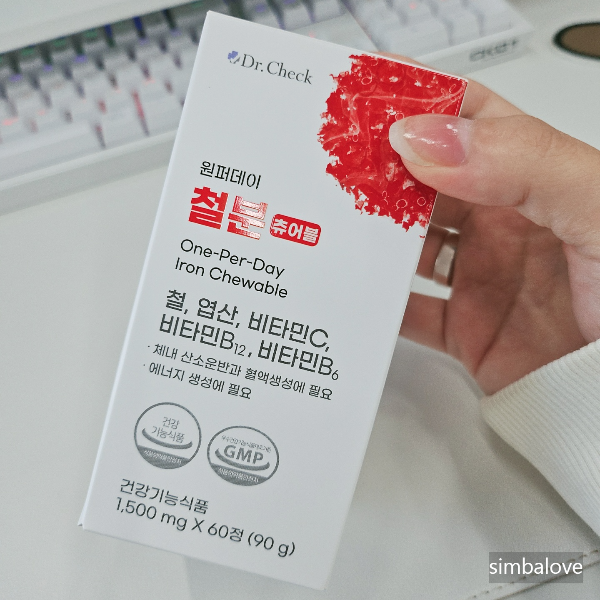 Dr.Check
원퍼데이
철분 츄어블
One-Per-Day
Iron Chewable
철, 엽산, 비타민C,
비타민B12, 비타민B6
· 체내 산소운반과 혈액생성에 필요
· 에너지 생성에 필요
건강
기능식품
GMP
건강기능식품
1,500 mg X 60정 (90 g)
simbalove